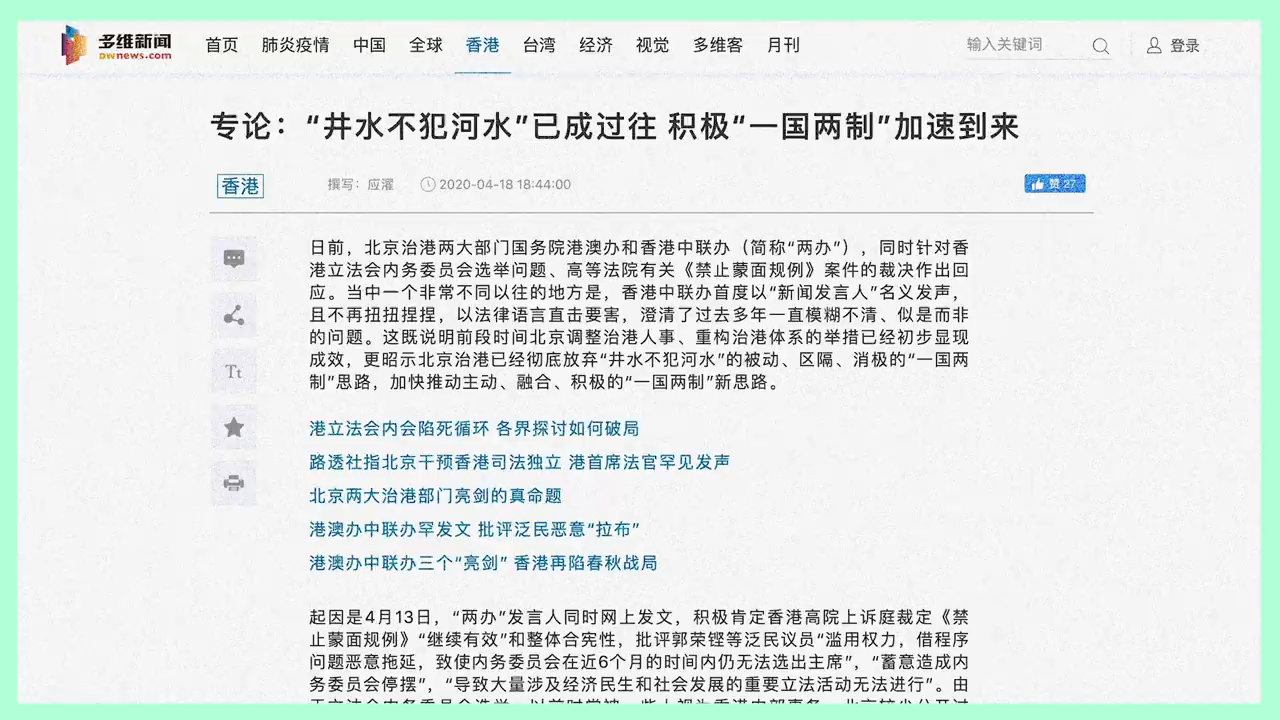 多维新闻
DWnews.com
首页 肺炎疫情 中国 全球 香港 台湾 经济 视觉 多维客 月刊
输入关键词
登录
专论：“井水不犯河水”已成过往 积极“一国两制”加速到来
香港
撰写：应濯
2020-04-18 18:44:00
赞 27
日前，北京治港两大部门国务院港澳办和香港中联办（简称“两办”），同时针对香
港立法会内务委员会选举问题、高等法院有关《禁止蒙面规例》案件的裁决作出回
应。当中一个非常不同以往的地方是，香港中联办首度以“新闻发言人”名义发声，
且不再扭扭捏捏，以法律语言直击要害，澄清了过去多年一直模糊不清、似是而非
的问题。这既说明前段时间北京调整治港人事、重构治港体系的举措已经初步显现
成效，更昭示北京治港已经彻底放弃“井水不犯河水”的被动、区隔、消极的“一国两
制”思路，加快推动主动、融合、积极的“一国两制”新思路。
Tt
港立法会内会陷死循环 各界探讨如何破局
路透社指北京干预香港司法独立 港首席法官罕见发声
北京两大治港部门亮剑的真命题
港澳办中联办罕发文 批评泛民恶意“拉布”
港澳办中联办三个“亮剑” 香港再陷春秋战局
起因是4月13日，“两办”发言人同时网上发文，积极肯定香港高院上诉庭裁定《禁
止蒙面规例》“继续有效”和整体合宪性，批评郭荣铿等泛民议员“滥用权力，借程序
问题恶意拖延，致使内务委员会在近6个月的时间内仍无法选出主席”，“蓄意造成内
务委员会停摆”，“导致大量涉及经济民生和社会发展的重要立法活动无法进行”。由